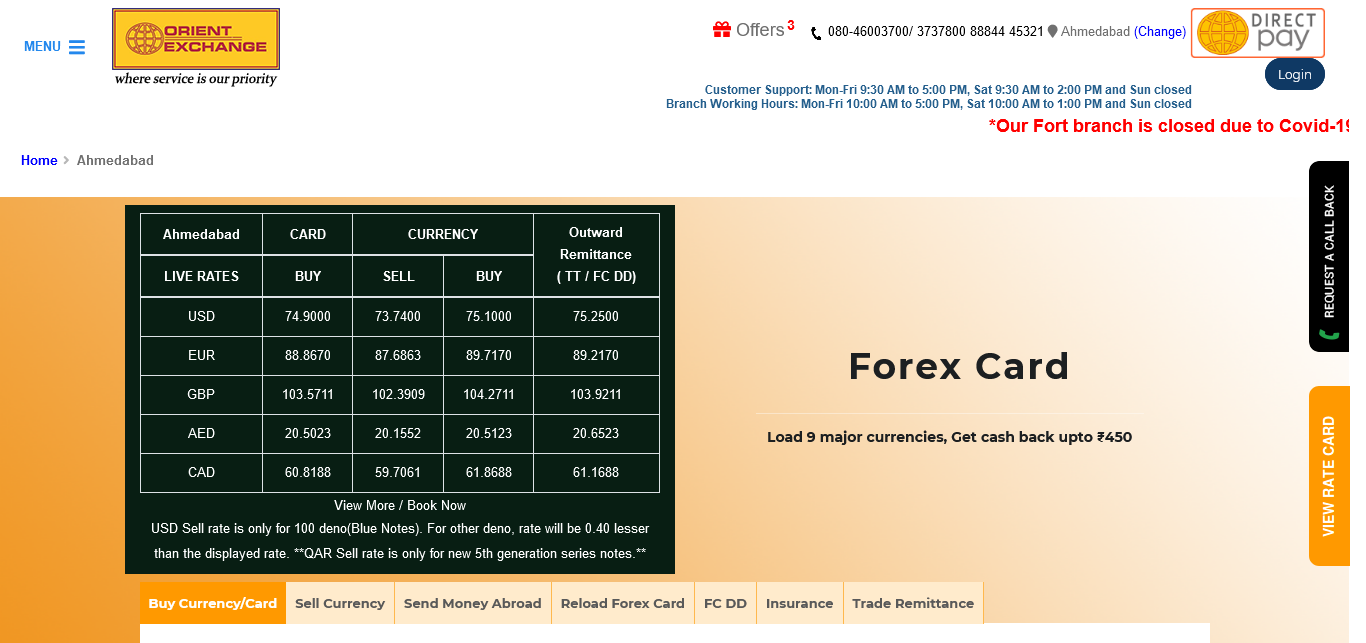 MENU
ORIENT
EXCHANGE
where service is our priority
Offers 3
080-46003700/ 3737800 88844 45321 Ahmedabad (Change)
DIRECT
pay
Login
Customer Support: Mon-Fri 9:30 AM to 5:00 PM, Sat 9:30 AM to 2:00 PM and Sun closed
Branch Working Hours: Mon-Fri 10:00 AM to 5:00 PM, Sat 10:00 AM to 1:00 PM and Sun closed
*Our Fort branch is closed due to Covid-19
Home Ahmedabad
Ahmedabad CARD CURRENCY Outward Remittance ( TT / FC DD)
LIVE RATES BUY SELL BUY
USD 74.9000 73.7400 75.1000 75.2500
EUR 88.8670 87.6863 89.7170 89.2170
GBP 103.5711 102.3909 104.2711 103.9211
AED 20.5023 20.1552 20.5123 20.6523
CAD 60.8188 59.7061 61.8688 61.1688
View More / Book Now
USD Sell rate is only for 100 deno(Blue Notes). For other deno, rate will be 0.40 lesser
than the displayed rate. **QAR Sell rate is only for new 5th generation series notes.**
Forex Card
Load 9 major currencies, Get cash back upto ₹450
REQUEST A CALL BACK
VIEW RATE CARD
Buy Currency/Card Sell Currency Send Money Abroad Reload Forex Card FC DD Insurance Trade Remittance